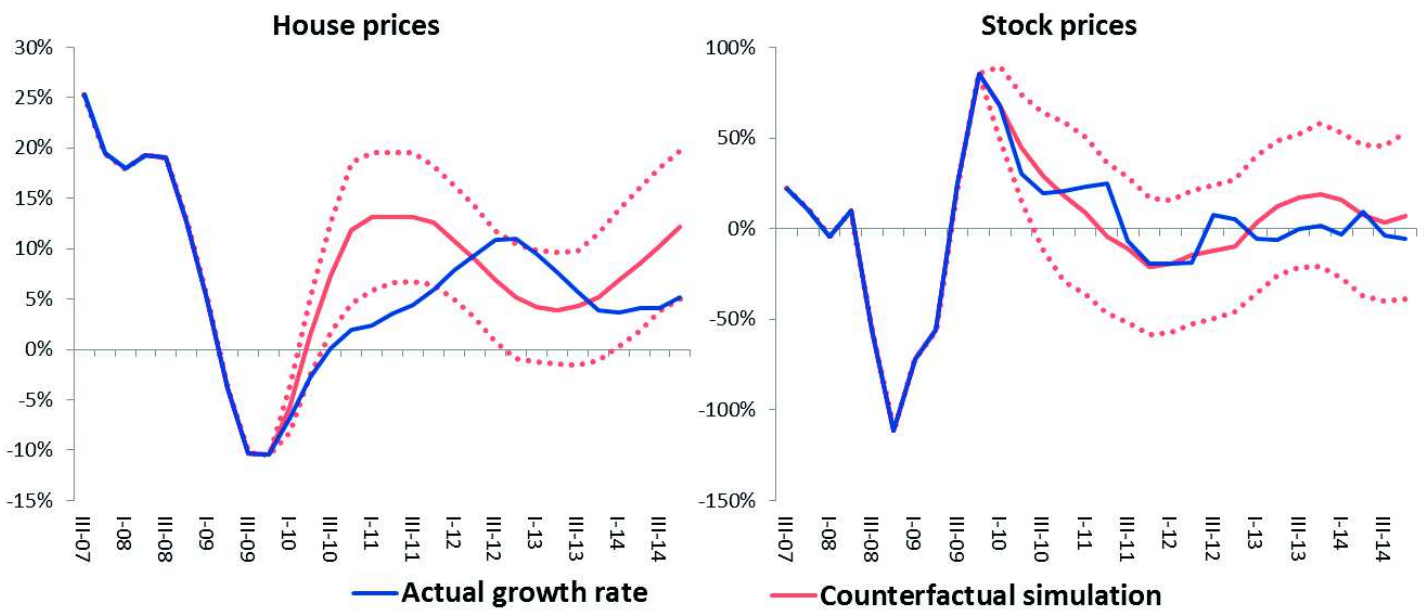 House prices
30%
25%
20%
15%
10%
5%
0%
-5%
-10%
-15%
III-07
I-08
III-08
I-09
III-09
I-10
III-10
I-11
III-11
I-12
III-12
I-13
III-13
I-14
III-14
Stock prices
100%
50%
0%
-50%
-100%
-150%
III-07
I-08
III-08
I-09
III-09
I-10
III-10
I-11
III-11
I-12
III-12
I-13
III-13
I-14
III-14
Actual growth rate
Counterfactual simulation